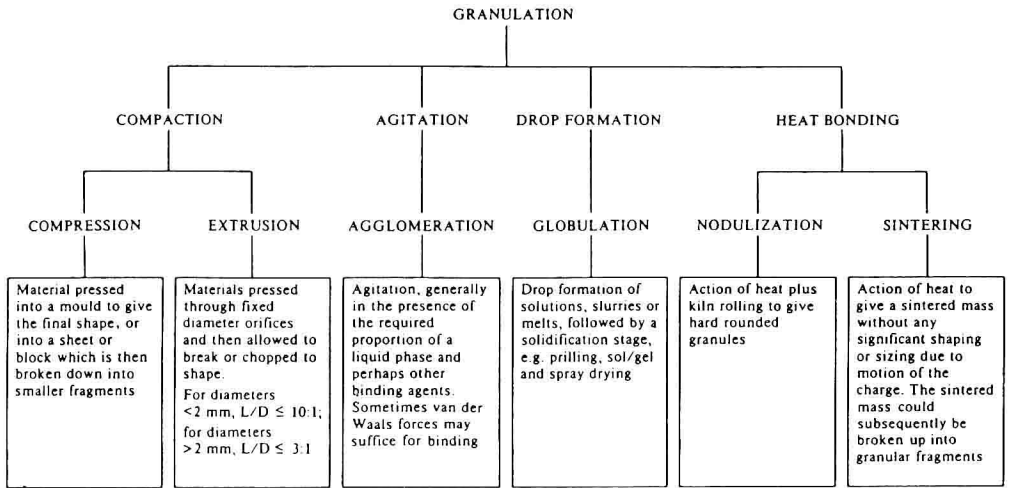 GRANULATION
COMPACTION
AGITATION
DROP FORMATION
HEAT BONDING
COMPRESSION
EXTRUSION
AGGLOMERATION
GLOBULATION
NODULIZATION
SINTERING
Material pressed
into a mould to give
the final shape, or
into a sheet or
block which is then
broken down into
smaller fragments
Materials pressed
through fixed
diameter orifices
and then allowed to
break or chopped to
shape.
For diameters
<2 mm, L/D ≤ 10:1;
for diameters
>2 mm, L/D ≤ 3:1
Agitation, generally
in the presence of
the required
proportion of a
liquid phase and
perhaps other
binding agents.
Sometimes van der
Waals forces may
suffice for binding
Drop formation of
solutions, slurries or
melts, followed by a
solidification stage,
e.g. prilling, sol/gel
and spray drying
Action of heat plus
kiln rolling to give
hard rounded
granules
Action of heat to
give a sintered mass
without any
significant shaping
or sizing due to
motion of the
charge. The sintered
mass could
subsequently be
broken up into
granular fragments